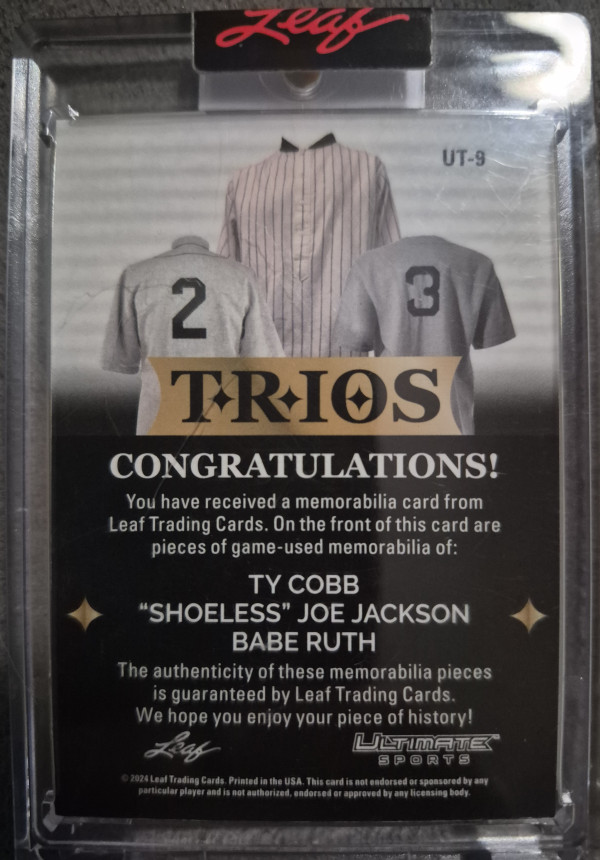 Leaf
UT-9
2
3
TRIOS
CONGRATULATIONS!
You have received a memorabilia card from
Leaf Trading Cards. On the front of this card are
pieces of game-used memorabilia of:
TY COBB
“SHOELESS” JOE JACKSON
BABE RUTH
The authenticity of these memorabilia pieces
is guaranteed by Leaf Trading Cards.
We hope you enjoy your piece of history!
Leaf
ULTIMATE
SPORTS
© 2024 Leaf Trading Cards. Printed in the USA. This card is not endorsed or sponsored by any
particular player and is not authorized, endorsed or approved by any licensing body.